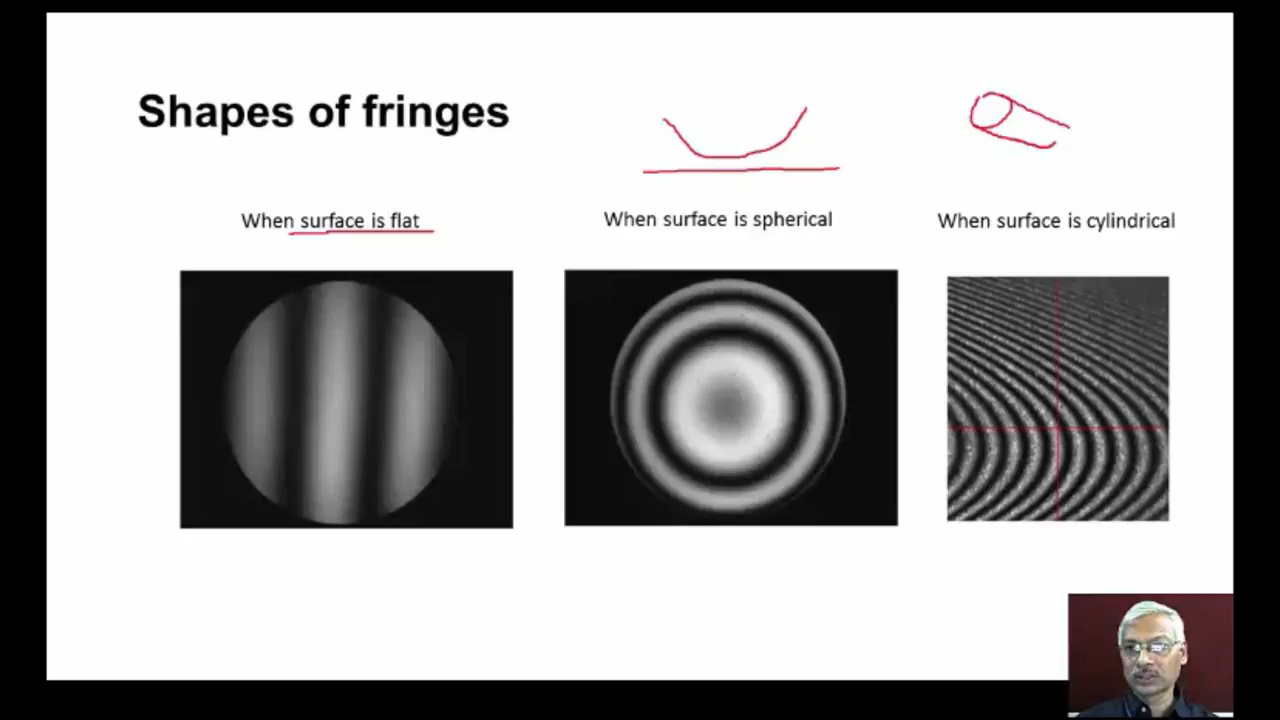 Shapes of fringes
When surface is flat
When surface is spherical
When surface is cylindrical